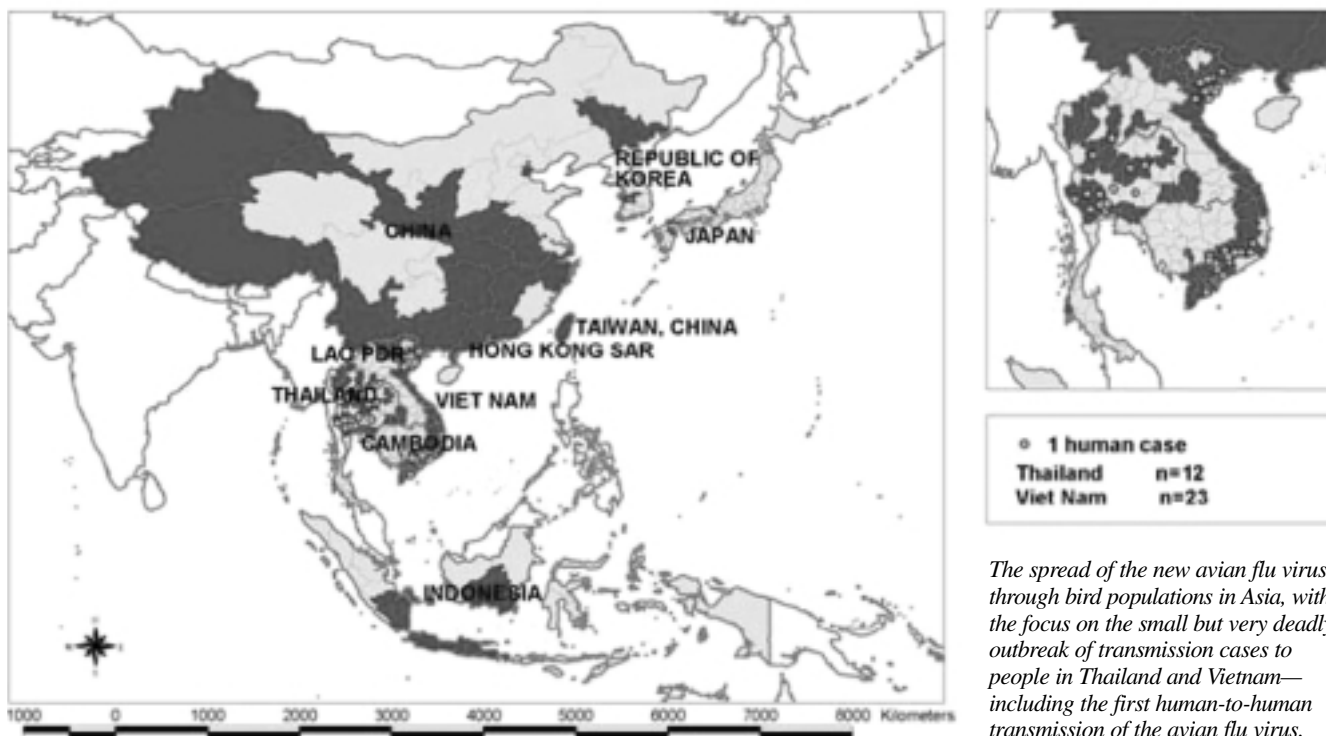 REPUBLIC OF
KOREA
CHINA
JAPAN
TAIWAN, CHINA
LAO PDR
HONG KONG SAR
THAILAND
VIET NAM
CAMBODIA
INDONESIA
1000 0 1000 2000 3000 4000 5000 6000 7000 8000 Kilometers
1 human case
Thailand n=12
Viet Nam n=23
The spread of the new avian flu virus
through bird populations in Asia, with
the focus on the small but very deadly
outbreak of transmission cases to
people in Thailand and Vietnam—
including the first human-to-human
transmission of the avian flu virus.